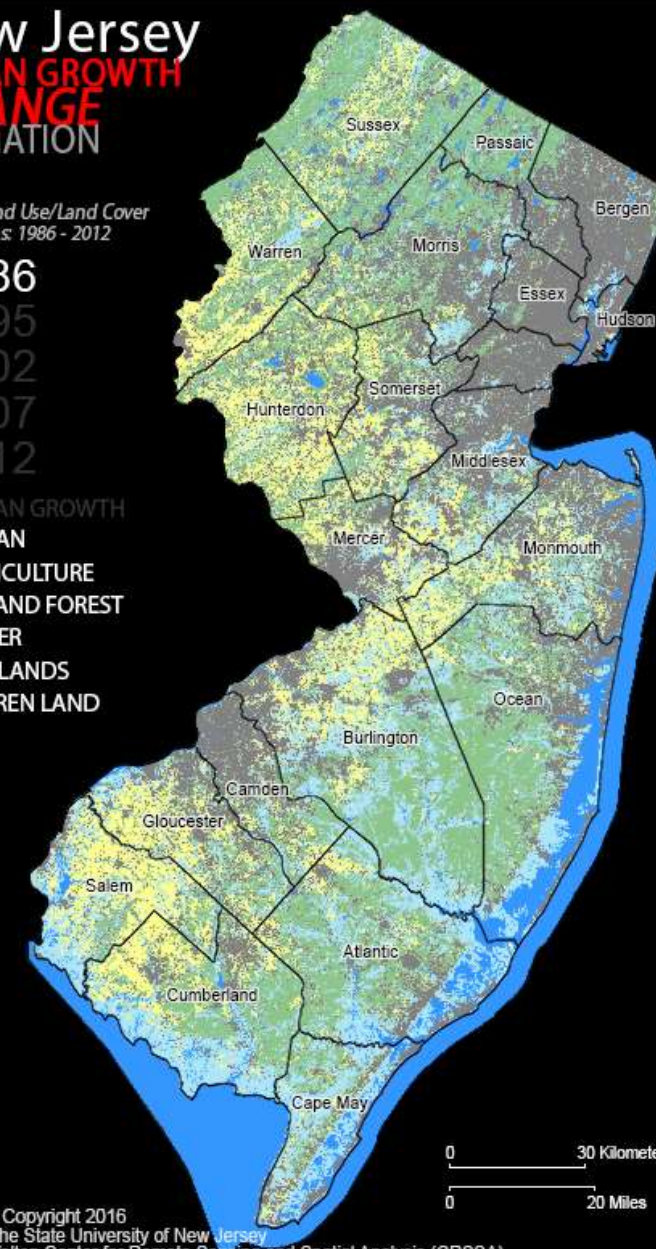 w Jersey
AN GROWTH
ANGE
ATION
nd Use/Land Cover
s: 1986 - 2012
86
95
02
07
12
AN GROWTH
AN
ICULTURE
AND FOREST
ER
LANDS
REN LAND
Sussex
Passaic
Bergen
Warren
Morris
Essex
Hudson
Somerset
Hunterdon
Middlesex
Mercer
Monmouth
Ocean
Burlington
Camden
Gloucester
Salem
Atlantic
Cumberland
Cape May
0 30 Kilomete
0 20 Miles
Copyright 2016
he State University of New Jersey